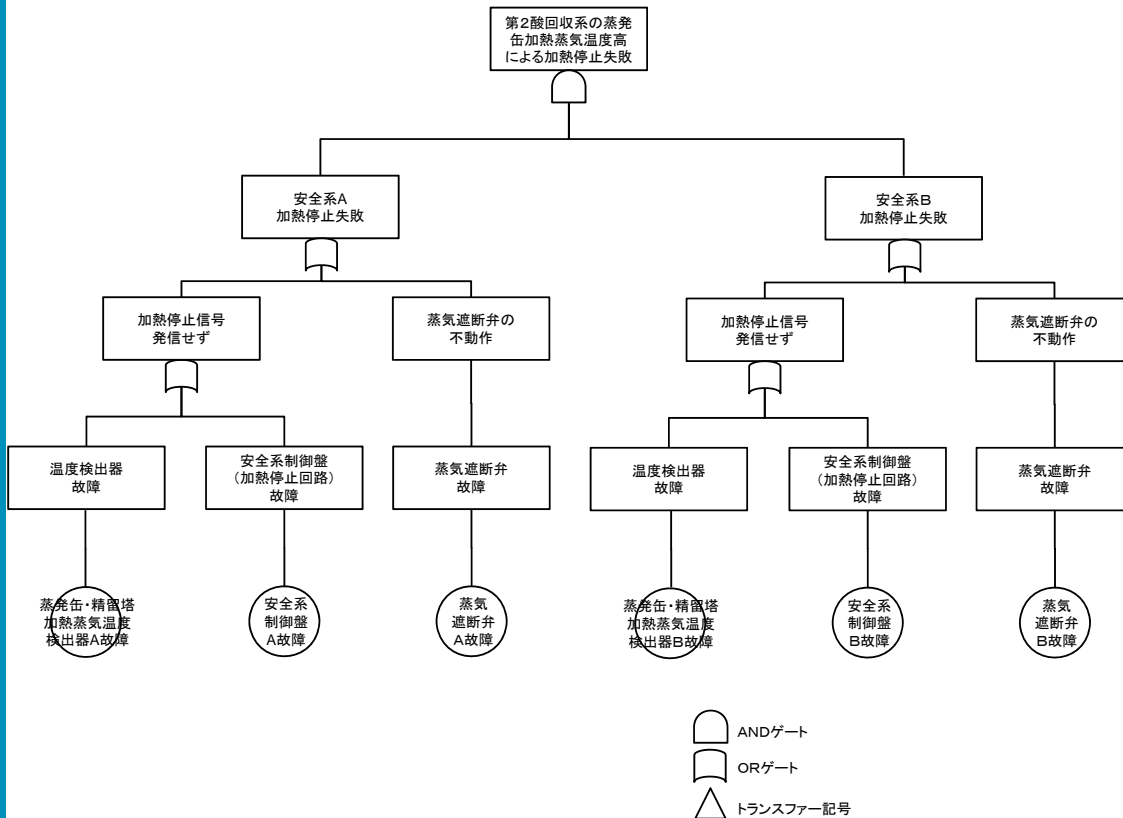 第2酸回収系の蒸発
缶加熱蒸気温度高
による加熱停止失敗
安全系A
加熱停止失敗
安全系B
加熱停止失敗
加熱停止信号
発信せず
蒸気遮断弁の
不動作
加熱停止信号
発信せず
蒸気遮断弁の
不動作
温度検出器
故障
安全系制御盤
(加熱停止回路)
故障
蒸気遮断弁
故障
温度検出器
故障
安全系制御盤
(加熱停止回路)
故障
蒸気遮断弁
故障
蒸発缶・精留塔
加熱蒸気温度
検出器A故障
安全系
制御盤
A故障
蒸気
遮断弁
A故障
蒸発缶・精留塔
加熱蒸気温度
検出器B故障
安全系
制御盤
B故障
蒸気
遮断弁
B故障
ANDゲート
ORゲート
トランスファー記号